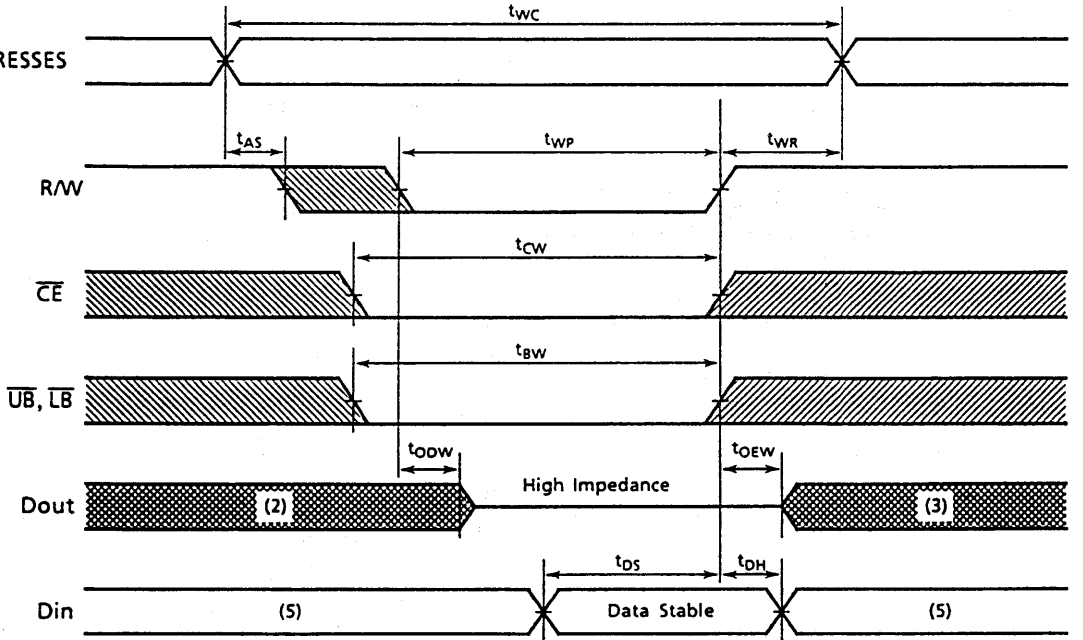 tWC
RESSES
tAS
tWP
tWR
R/W
tCW
CE
tBW
UB, LB
tODW
tOEW
High Impedance
Dout
(2)
(3)
tDS
tDH
Din
(5)
Data Stable
(5)